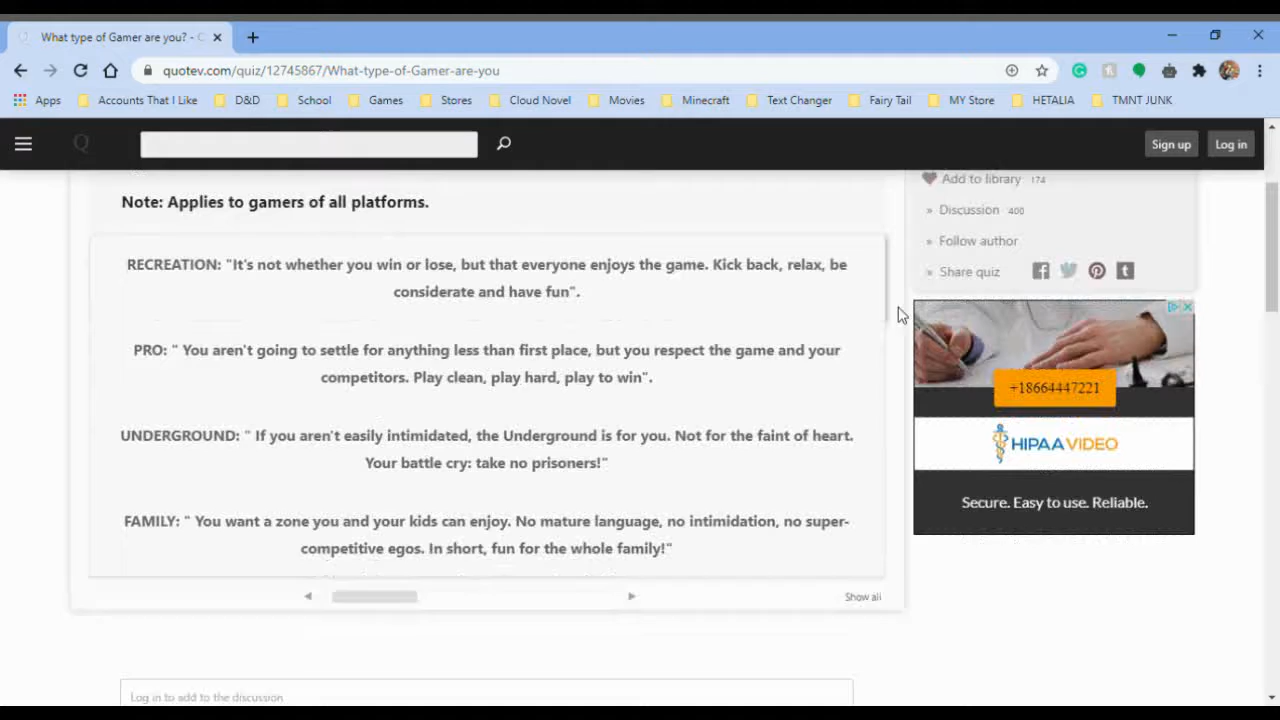 What type of Gamer are you? -
quotev.com/quiz/12745867/What-type-of-Gamer-are-you
Apps Accounts That I Like D&D School Games Stores Cloud Novel Movies Minecraft Text Changer Fairy Tail MY Store HETALIA TMNT JUNK
Q
Sign up
Log in
Note: Applies to gamers of all platforms.
RECREATION: "It's not whether you win or lose, but that everyone enjoys the game. Kick back, relax, be
considerate and have fun".
PRO: " You aren't going to settle for anything less than first place, but you respect the game and your
competitors. Play clean, play hard, play to win".
UNDERGROUND: " If you aren't easily intimidated, the Underground is for you. Not for the faint of heart.
Your battle cry: take no prisoners!"
FAMILY: " You want a zone you and your kids can enjoy. No mature language, no intimidation, no super-
competitive egos. In short, fun for the whole family!"
Show all
Log in to add to the discussion
Add to library 174
» Discussion 400
» Follow author
» Share quiz
+18664447221
HIPAAVIDEO
Secure. Easy to use. Reliable.